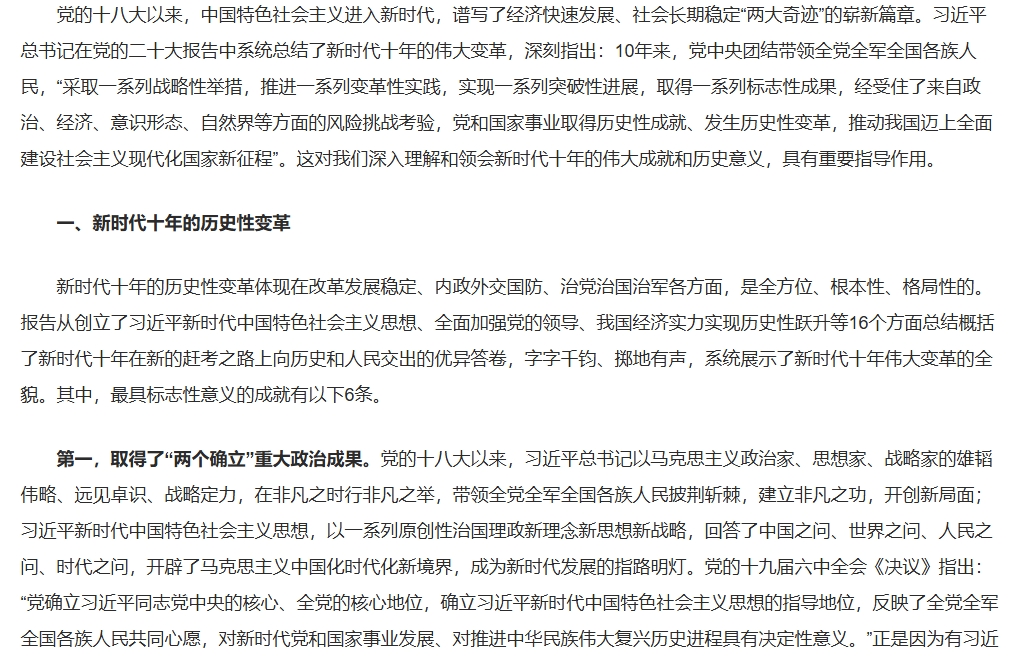 党的十八大以来，中国特色社会主义进入新时代，谱写了经济快速发展、社会长期稳定“两大奇迹”的崭新篇章。习近平
总书记在党的二十大报告中系统总结了新时代十年的伟大变革，深刻指出：10年来，党中央团结带领全党全军全国各族人
民，“采取一系列战略性举措，推进一系列变革性实践，实现一系列突破性进展，取得一系列标志性成果，经受住了来自政
治、经济、意识形态、自然界等方面的风险挑战考验，党和国家事业取得历史性成就、发生历史性变革，推动我国迈上全面
建设社会主义现代化国家新征程”。这对我们深入理解和领会新时代十年的伟大成就和历史意义，具有重要指导作用。
一、新时代十年的历史性变革
新时代十年的历史性变革体现在改革发展稳定、内政外交国防、治党治国治军各方面，是全方位、根本性、格局性的。
报告从创立了习近平新时代中国特色社会主义思想、全面加强党的领导、我国经济实力实现历史性跃升等16个方面总结概括
了新时代十年在新的赶考之路上向历史和人民交出的优异答卷，字字千钧、掷地有声，系统展示了新时代十年伟大变革的全
貌。其中，最具标志性意义的成就有以下6条。
第一，取得了“两个确立”重大政治成果。党的十八大以来，习近平总书记以马克思主义政治家、思想家、战略家的雄韬
伟略、远见卓识、战略定力，在非凡之时行非凡之举，带领全党全军全国各族人民披荆斩棘，建立非凡之功，开创新局面；
习近平新时代中国特色社会主义思想，以一系列原创性治国理政新理念新思想新战略，回答了中国之问、世界之问、人民之
问、时代之问，开辟了马克思主义中国化时代化新境界，成为新时代发展的指路明灯。党的十九届六中全会《决议》指出：
“党确立习近平同志党中央的核心、全党的核心地位，确立习近平新时代中国特色社会主义思想的指导地位，反映了全党全军
全国各族人民共同心愿，对新时代党和国家事业发展、对推进中华民族伟大复兴历史进程具有决定性意义。”正是因为有习近